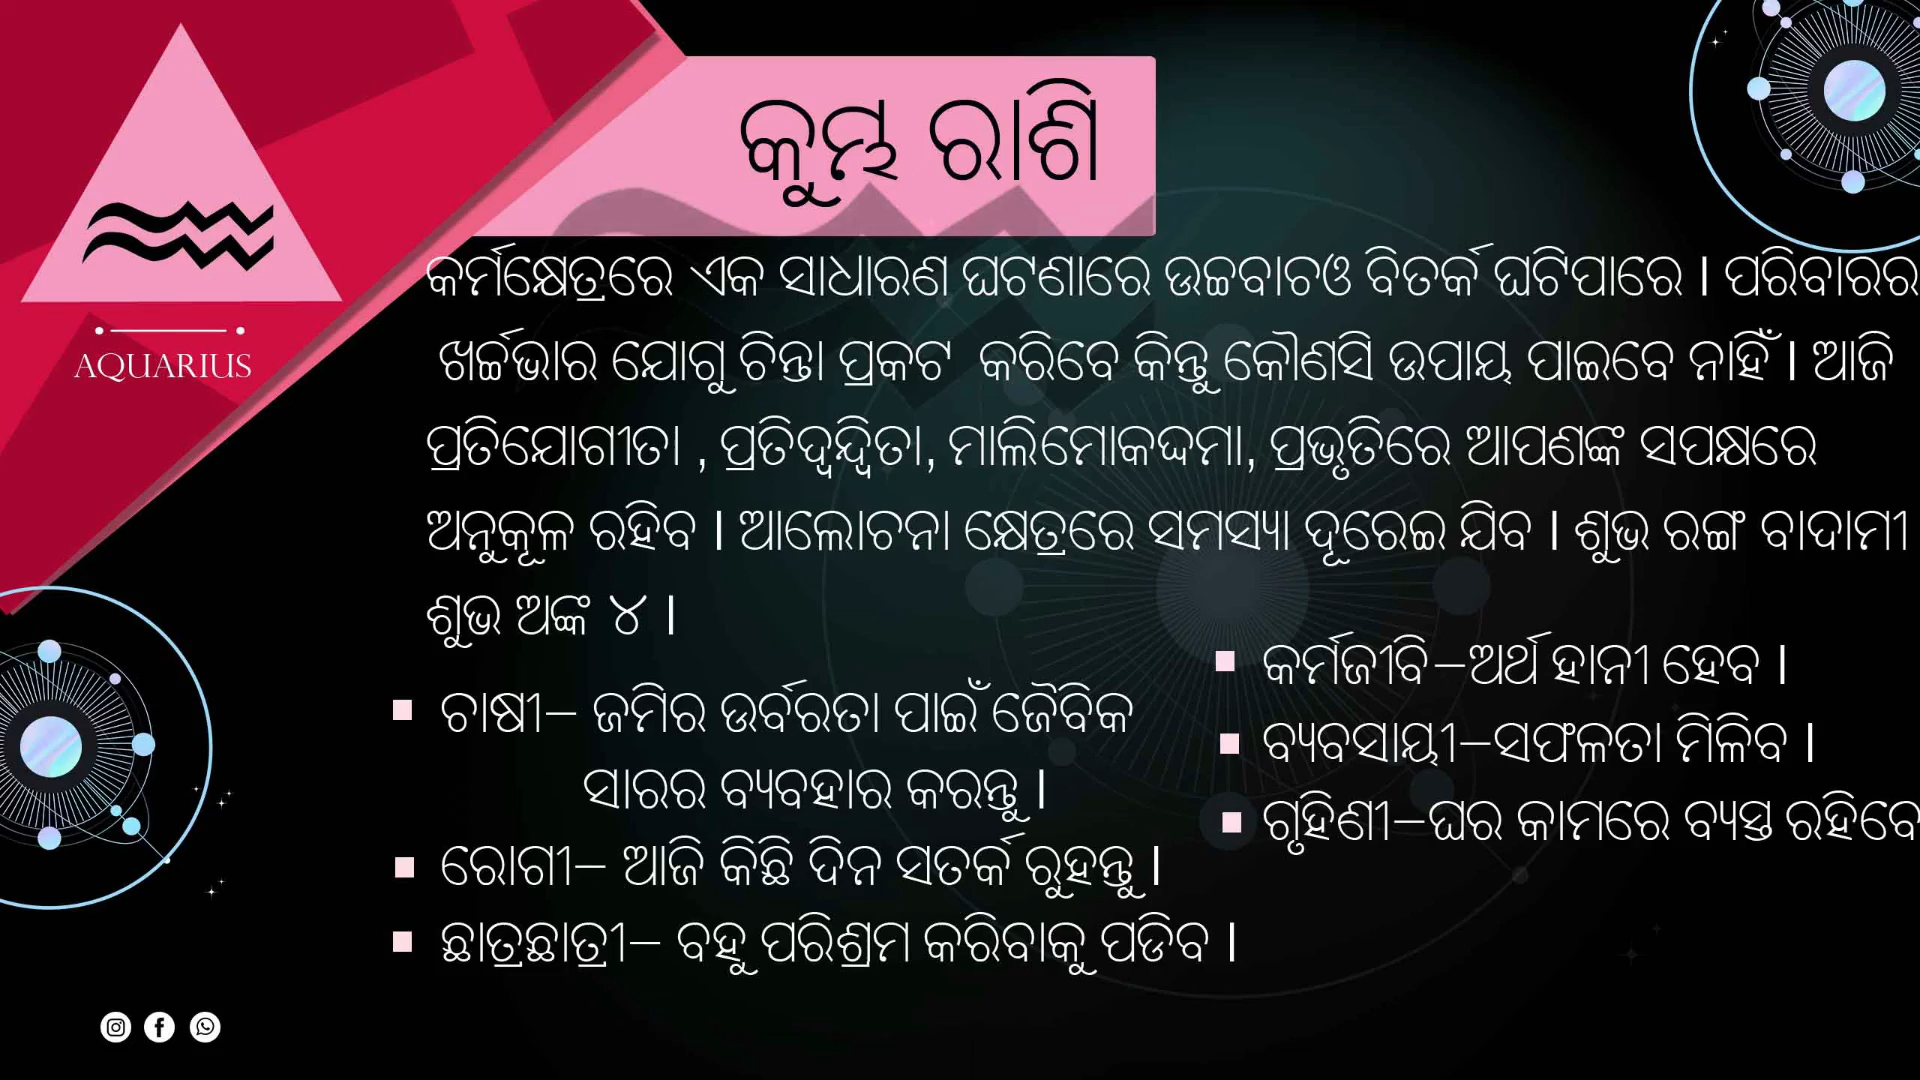 କୁମ୍ଭ ରାଶି
AQUARIUS
କର୍ମକ୍ଷେତ୍ରରେ ଏକ ସାଧାରଣ ଘଟଣାରେ ଉଚ୍ଚବାଚଓ ବିତର୍କ ଘଟିପାରେ । ପରିବାରର
ଖର୍ଚ୍ଚଭାର ଯୋଗୁ ଚିନ୍ତା ପ୍ରକଟ କରିବେ କିନ୍ତୁ କୌଣସି ଉପାୟ ପାଇବେ ନାହିଁ । ଆଜି
ପ୍ରତିଯୋଗୀତା , ପ୍ରତିଦ୍ୱନ୍ଦ୍ୱିତା, ମାଲିମୋକଦ୍ଦମା, ପ୍ରଭୃତିରେ ଆପଣଙ୍କ ସପକ୍ଷରେ
ଅନୁକୂଳ ରହିବ । ଆଲୋଚନା କ୍ଷେତ୍ରରେ ସମସ୍ୟା ଦୂରେଇ ଯିବ । ଶୁଭ ରଙ୍ଗ ବାଦାମୀ
ଶୁଭ ଅଙ୍କ ୪ ।
ଚାଷୀ– ଜମିର ଉର୍ବରତା ପାଇଁ ଜୈବିକ
ସାରର ବ୍ୟବହାର କରନ୍ତୁ ।
ରୋଗୀ– ଆଜି କିଛି ଦିନ ସତର୍କ ରୁହନ୍ତୁ ।
ଛାତ୍ରଛାତ୍ରୀ– ବହୁ ପରିଶ୍ରମ କରିବାକୁ ପଡିବ ।
କର୍ମଜୀବି–ଅର୍ଥ ହାନୀ ହେବ ।
ବ୍ୟବସାୟୀ–ସଫଳତା ମିଳିବ ।
ଗୃହିଣୀ–ଘର କାମରେ ବ୍ୟସ୍ତ ରହିବେ